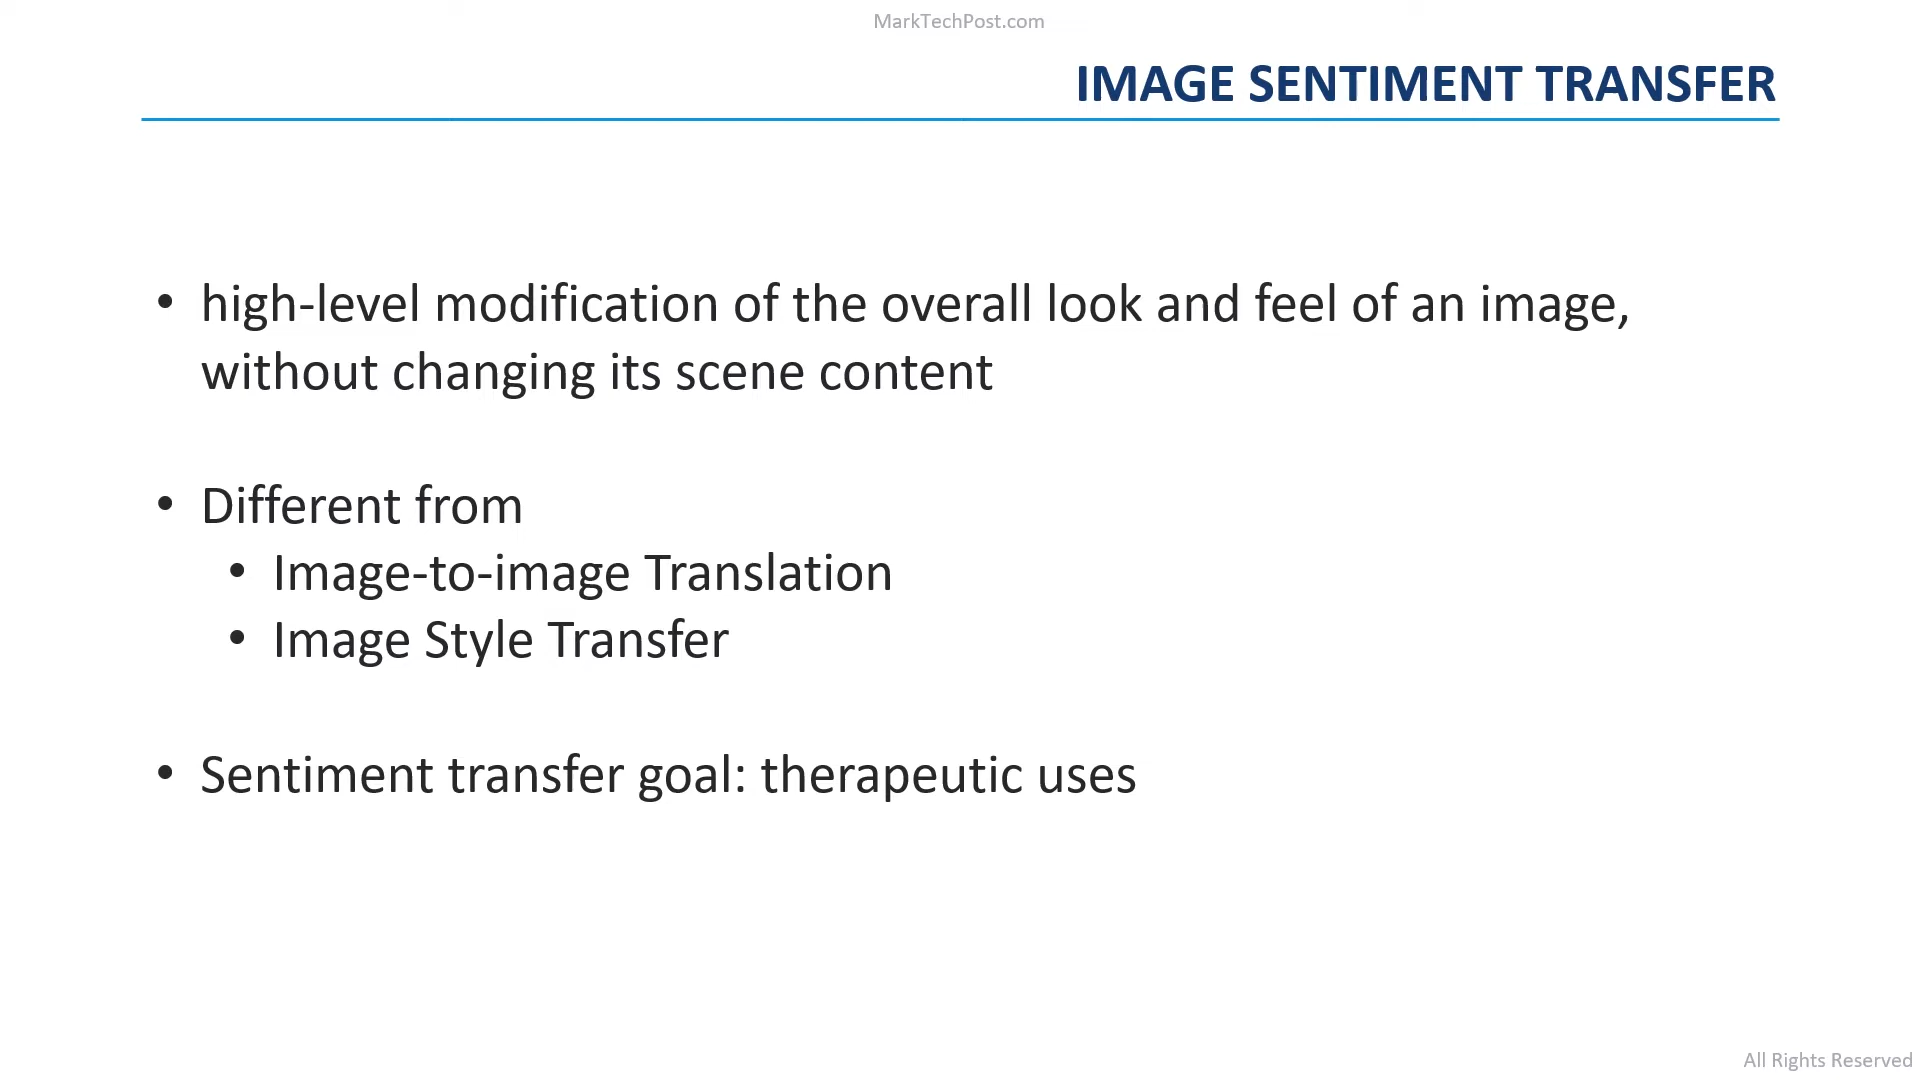 MarkTechPost.com
IMAGE SENTIMENT TRANSFER
• high-level modification of the overall look and feel of an image,
without changing its scene content
• Different from
• Image-to-image Translation
• Image Style Transfer
• Sentiment transfer goal: therapeutic uses
All Rights Reserved